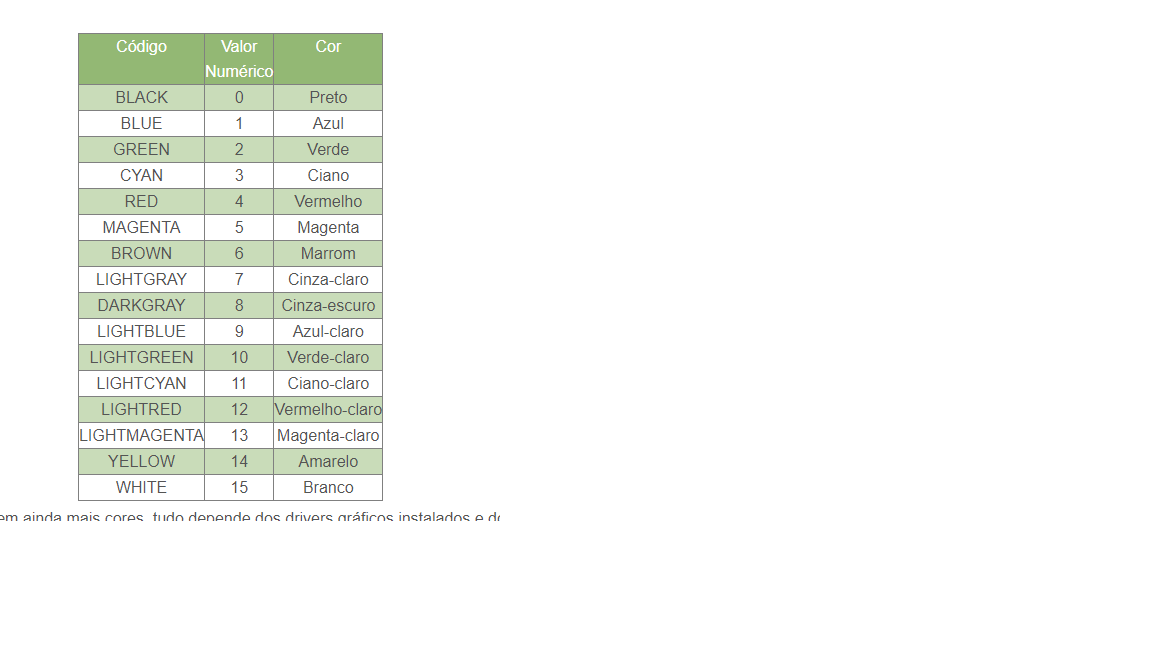 Código Valor Numérico Cor
BLACK 0 Preto
BLUE 1 Azul
GREEN 2 Verde
CYAN 3 Ciano
RED 4 Vermelho
MAGENTA 5 Magenta
BROWN 6 Marrom
LIGHTGRAY 7 Cinza-claro
DARKGRAY 8 Cinza-escuro
LIGHTBLUE 9 Azul-claro
LIGHTGREEN 10 Verde-claro
LIGHTCYAN 11 Ciano-claro
LIGHTRED 12 Vermelho-claro
LIGHTMAGENTA 13 Magenta-claro
YELLOW 14 Amarelo
WHITE 15 Branco
em ainda mais cores, tudo depende dos drivers gráficos instalados e